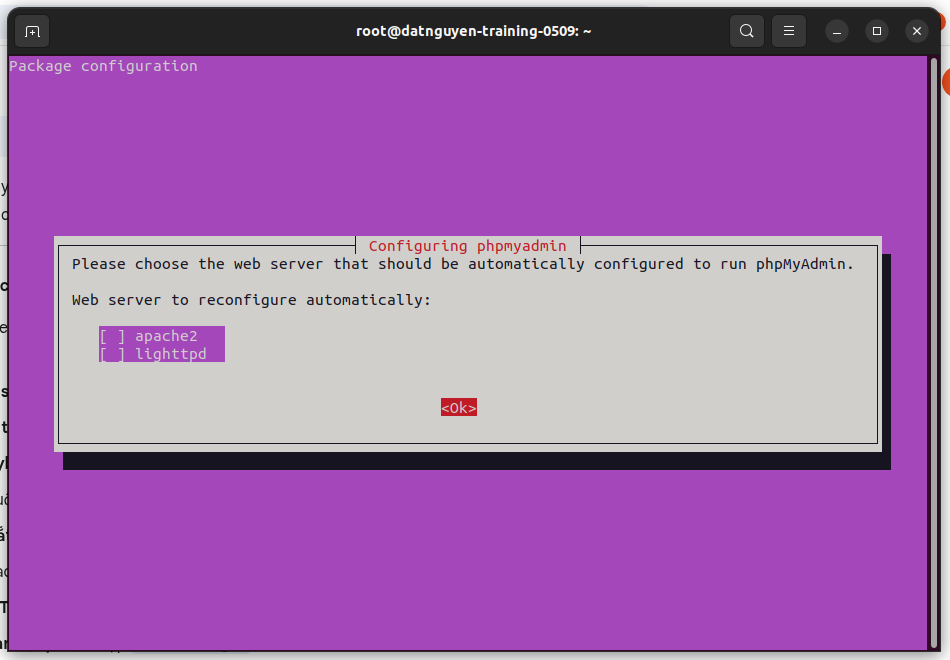 root@datnguyen-training-0509: ~
Package configuration
Configuring phpmyadmin
Please choose the web server that should be automatically configured to run phpMyAdmin.
Web server to reconfigure automatically:
[ ] apache2
[ ] lighttpd
<Ok>